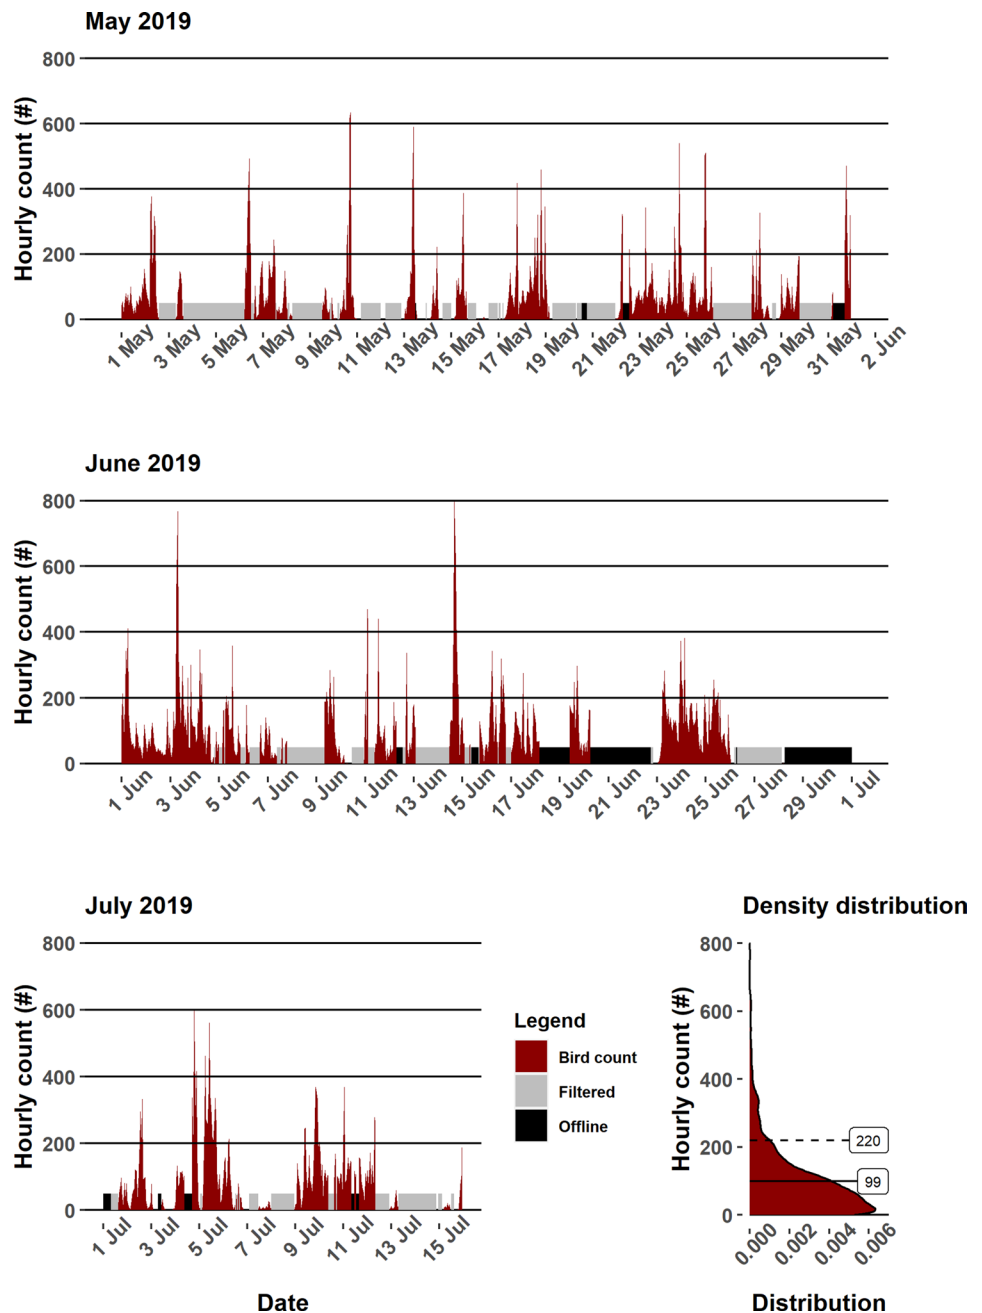 May 2019
Hourly count (#)
800
600
400
200
0
1 May
3 May
5 May
7 May
9 May
11 May
13 May
15 May
17 May
19 May
21 May
23 May
25 May
27 May
29 May
31 May
2 Jun
June 2019
Hourly count (#)
800
600
400
200
0
1 Jun
3 Jun
5 Jun
7 Jun
9 Jun
11 Jun
13 Jun
15 Jun
17 Jun
19 Jun
21 Jun
23 Jun
25 Jun
27 Jun
29 Jun
1 Jul
July 2019
Hourly count (#)
800
600
400
200
0
1 Jul
3 Jul
5 Jul
7 Jul
9 Jul
11 Jul
13 Jul
15 Jul
Date
Legend
Bird count
Filtered
Offline
Density distribution
Hourly count (#)
800
600
400
200
0
220
99
0.000
0.002
0.004
0.006
Distribution